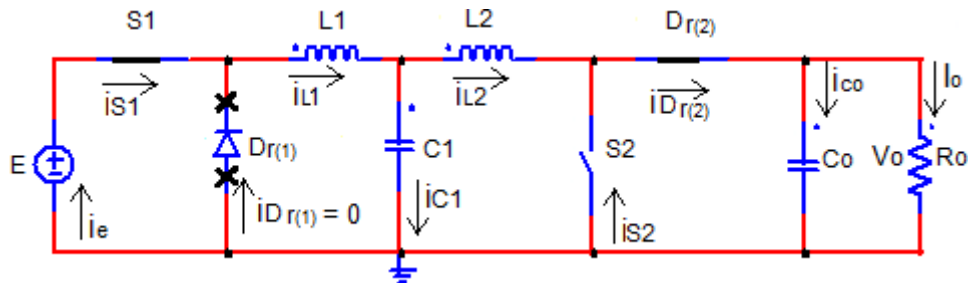 S1 L1 L2 Dr(2)
iS1 iL1 iL2 iDr(2) ico Io
E Dr(1) C1 S2 Co Vo Ro
ie iDr(1) = 0 iC1 iS2